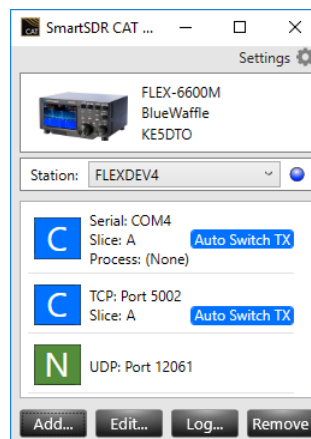 CAT SmartSDR CAT ...
Settings
FLEX-6600M
BlueWaffle
KE5DTO
Station: FLEXDEV4
C
Serial: COM4
Slice: A Auto Switch TX
Process: (None)
C
TCP: Port 5002
Slice: A Auto Switch TX
N UDP: Port 12061
Add... Edit... Log... Remove